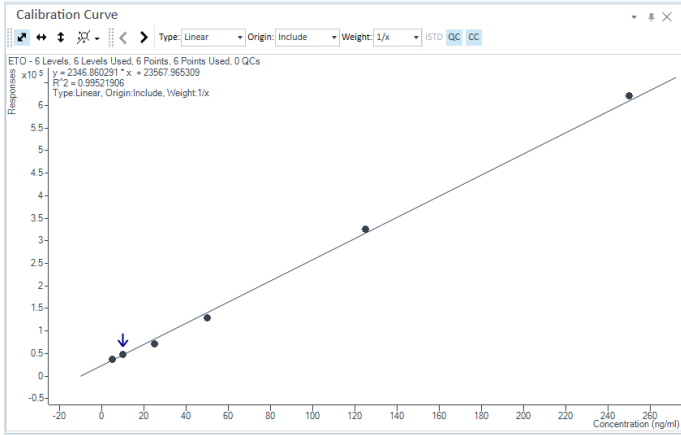 Calibration Curve
Type: Linear Origin: Include Weight: 1/x ISTD QC CC
ETO - 6 Levels, 6 Levels Used, 6 Points, 6 Points Used, 0 QCs
Responses
x10 5
y = 2346.860291 * x + 23567.965309
R^2 = 0.99521906
Type:Linear, Origin:Include, Weight:1/x
6
5.5
5
4.5
4
3.5
3
2.5
2
1.5
1
0.5
0
-0.5
-20 0 20 40 60 80 100 120 140 160 180 200 220 240 260
Concentration (ng/ml)